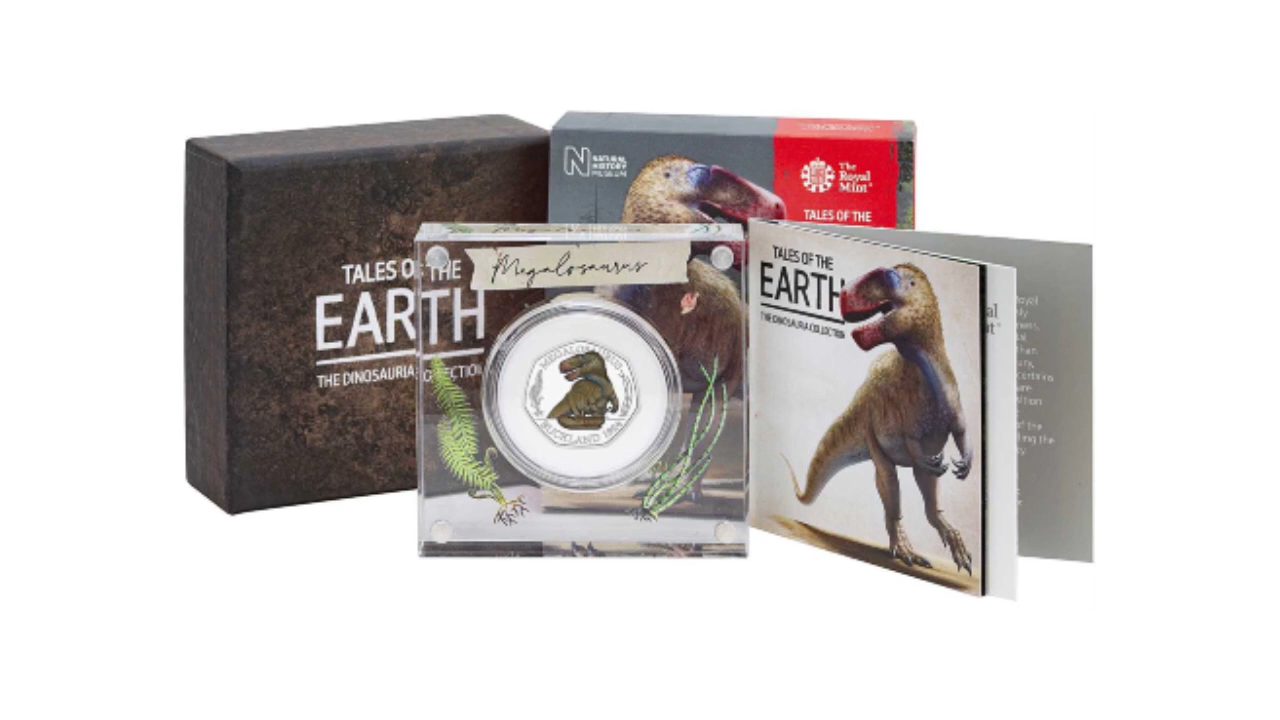 TALES OF THE
EARTH
THE DINOSAURIA COLLECTION
NATURAL
HISTORY
MUSEUM
The
Royal
Mint
TALES OF THE
Megalosaurus
MEGALOSAURUS
BUCKLAND
TALES OF THE
EARTH
THE DINOSAURIA COLLECTION